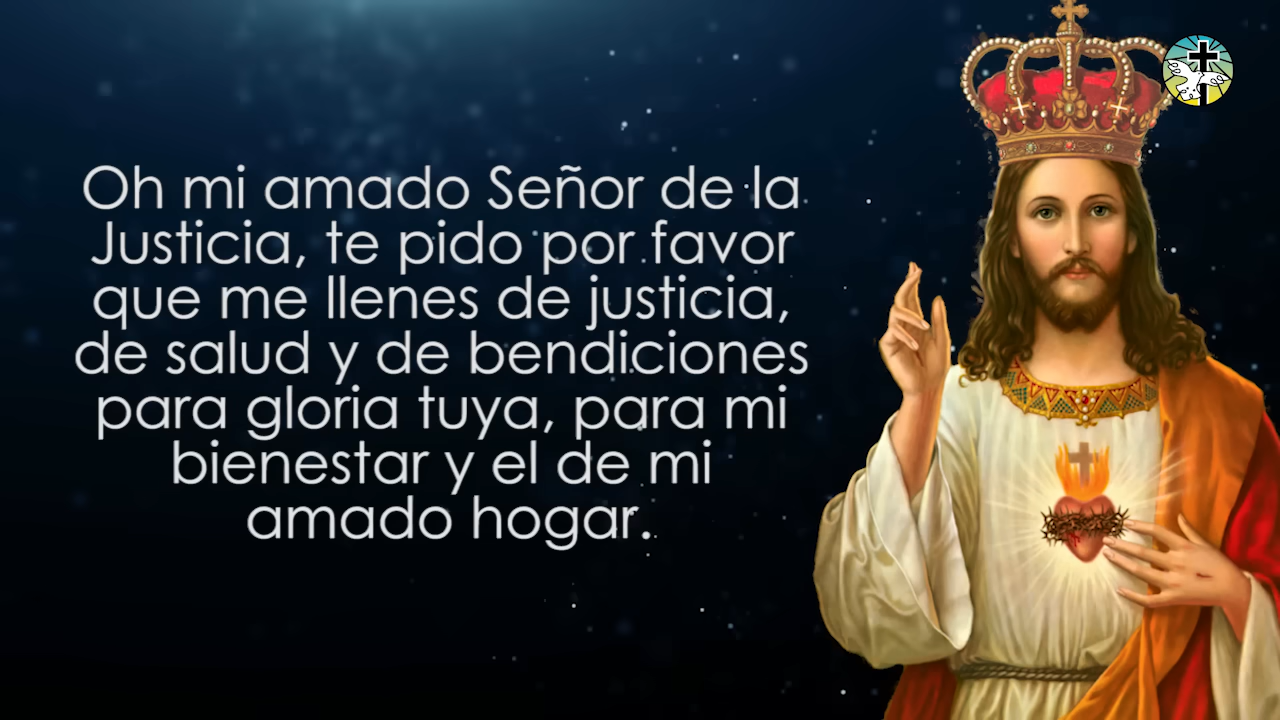 Oh mi amado Señor de la
Justicia, te pido por favor
que me llenes de justicia,
de salud y de bendiciones
para gloria tuya, para mi
bienestar y el de mi
amado hogar.